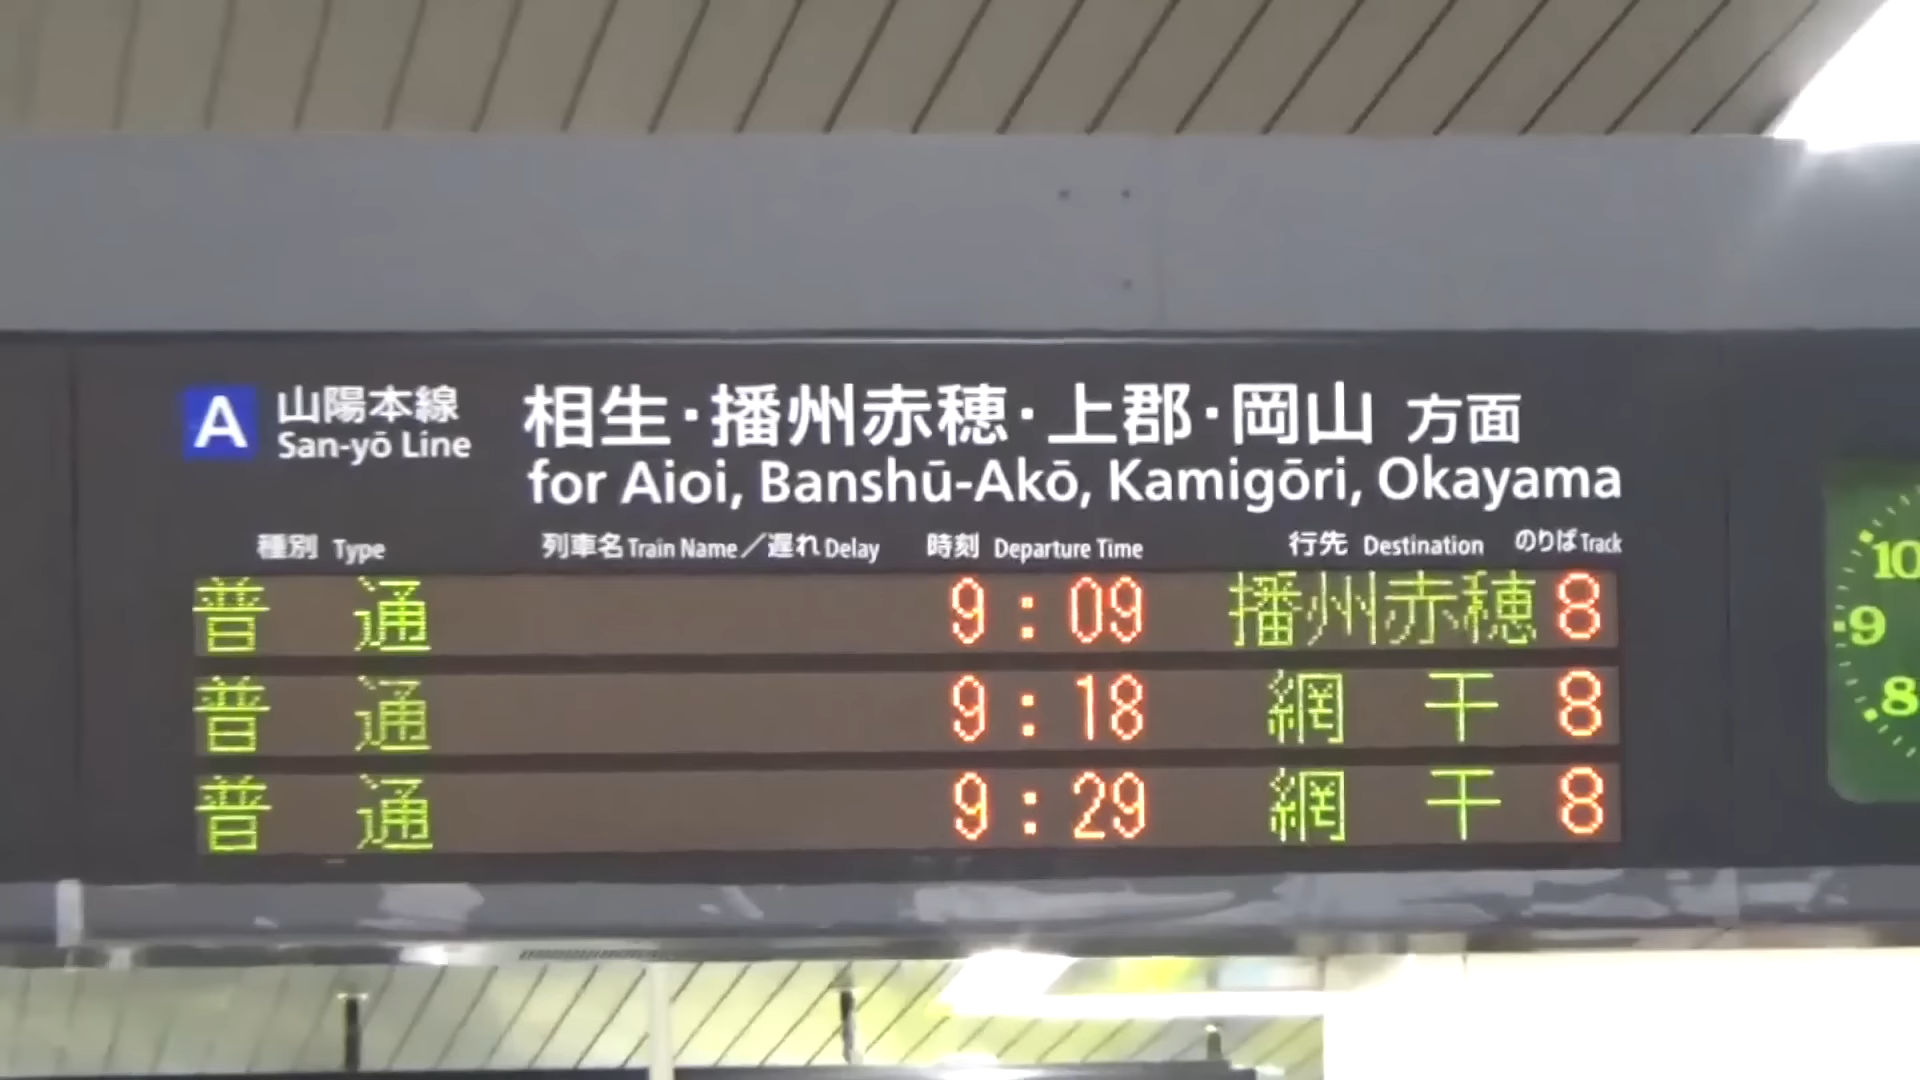 A 山陽本線 相生・播州赤穂・上郡・岡山 方面
San-yō Line for Aioi, Banshū-Akō, Kamigōri, Okayama
種別 Type 列車名 Train Name／遅れ Delay 時刻 Departure Time 行先 Destination のりば Track
普通 9:09 播州赤穂 8
普通 9:18 網干 8
普通 9:29 網干 8
10
9
8